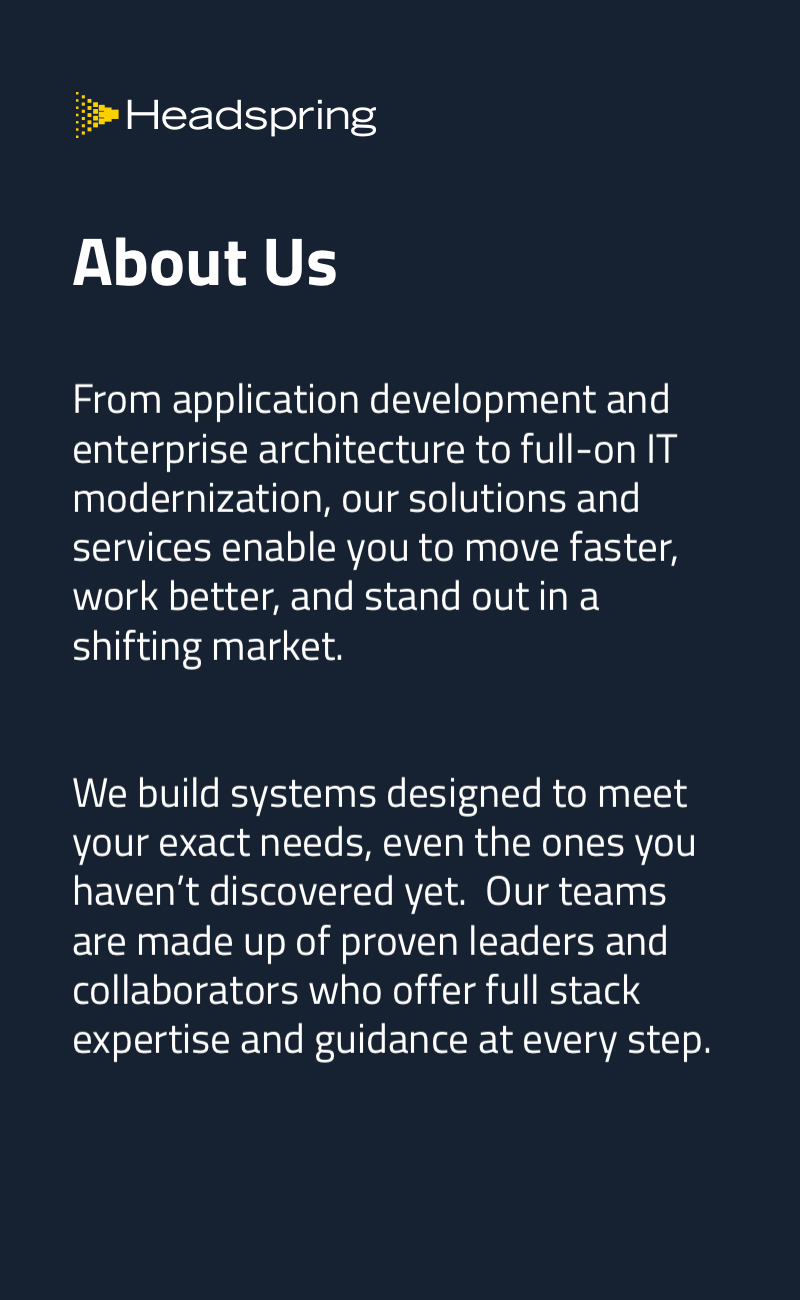 Headspring
About Us
From application development and
enterprise architecture to full-on IT
modernization, our solutions and
services enable you to move faster,
work better, and stand out in a
shifting market.
We build systems designed to meet
your exact needs, even the ones you
haven’t discovered yet.  Our teams
are made up of proven leaders and
collaborators who offer full stack
expertise and guidance at every step.